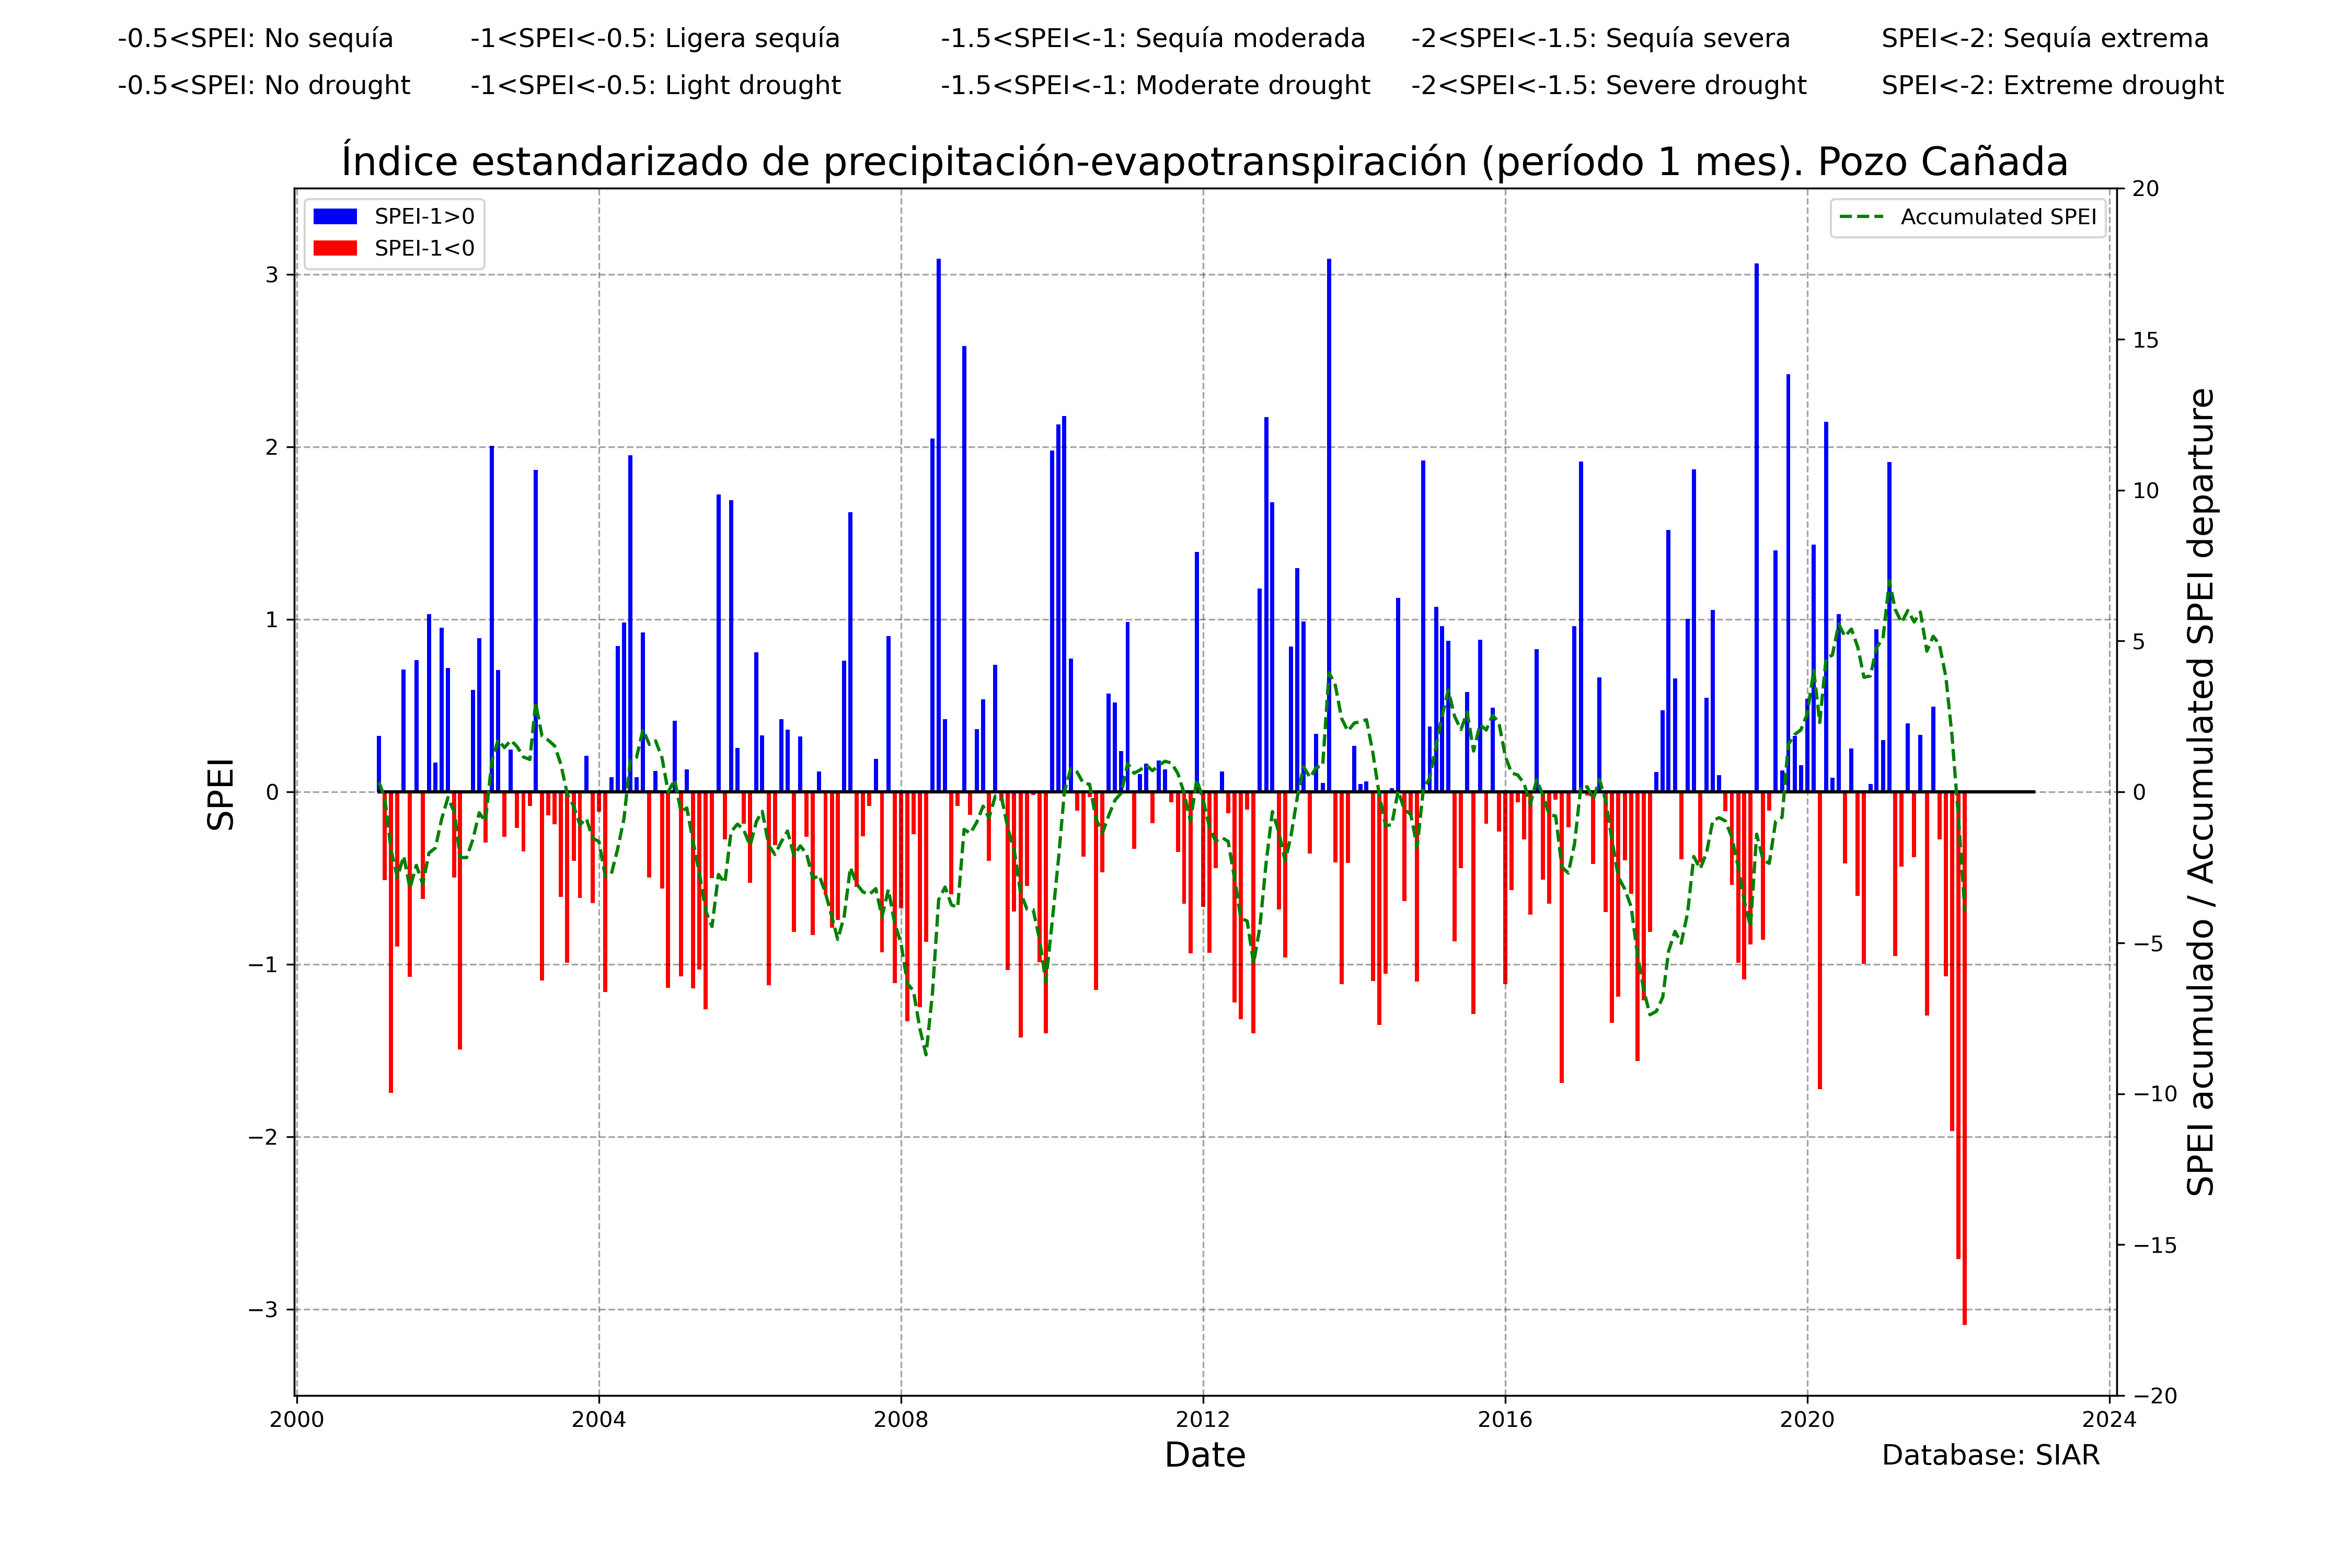 -0.5<SPEI: No sequía -1<SPEI<-0.5: Ligera sequía -1.5<SPEI<-1: Sequía moderada -2<SPEI<-1.5: Sequía severa SPEI<-2: Sequía extrema
-0.5<SPEI: No drought -1<SPEI<-0.5: Light drought -1.5<SPEI<-1: Moderate drought -2<SPEI<-1.5: Severe drought SPEI<-2: Extreme drought
Índice estandarizado de precipitación-evapotranspiración (período 1 mes). Pozo Cañada
SPEI-1>0
SPEI-1<0
Accumulated SPEI
SPEI
3
2
1
0
−1
−2
−3
20
15
10
5
0
−5
−10
−15
−20
SPEI acumulado / Accumulated SPEI departure
2000 2004 2008 2012 2016 2020 2024
Date
Database: SIAR